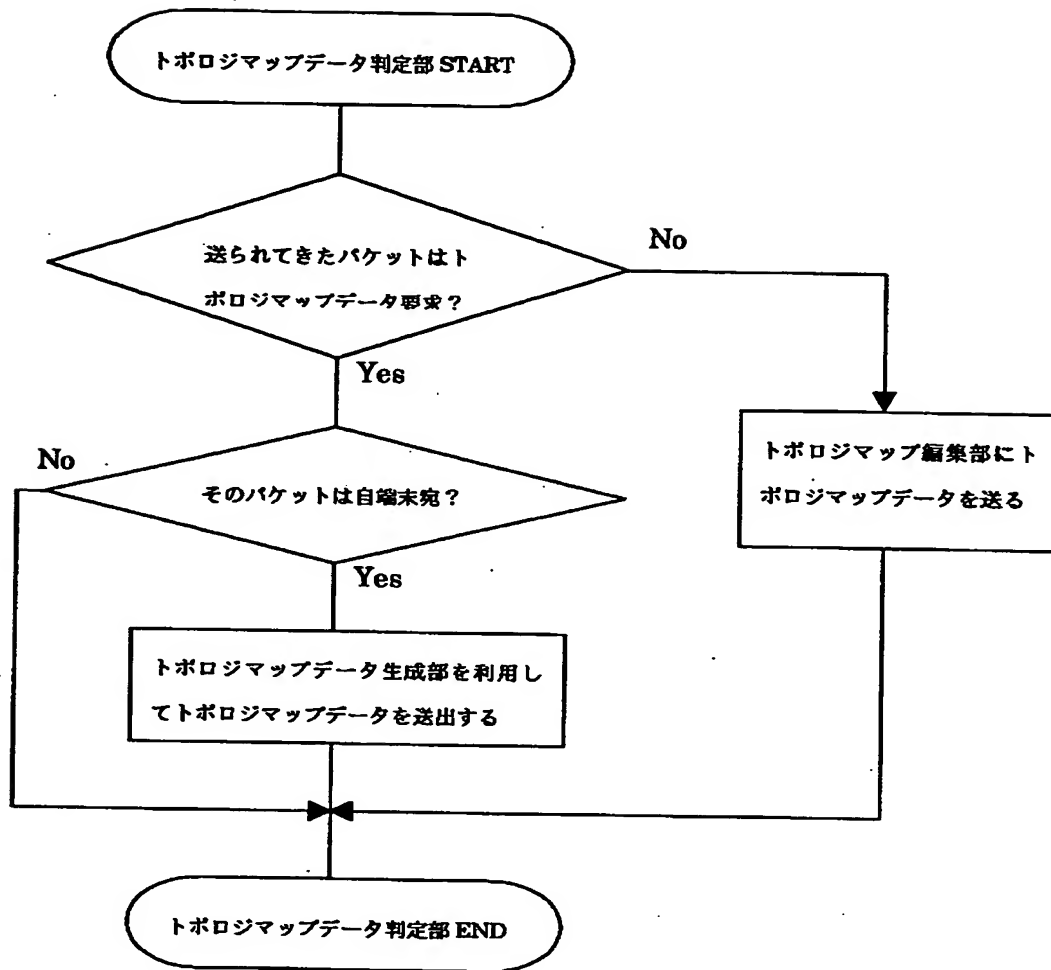 トポロジマップデータ判定部 START
送られてきたパケットはト
ポロジマップデータ要求？
No
Yes
トポロジマップ編集部にト
ポロジマップデータを送る
No
そのパケットは自端末宛？
Yes
トポロジマップデータ生成部を利用し
てトポロジマップデータを送出する
トポロジマップデータ判定部 END